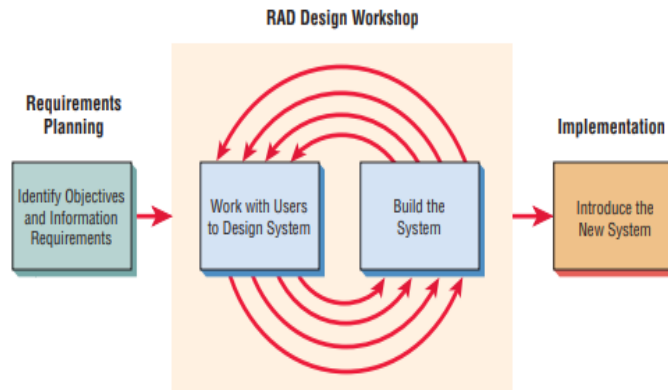 RAD Design Workshop
Requirements
Planning
Identify Objectives
and Information
Requirements
Work with Users
to Design System
Build the
System
Implementation
Introduce the
New System